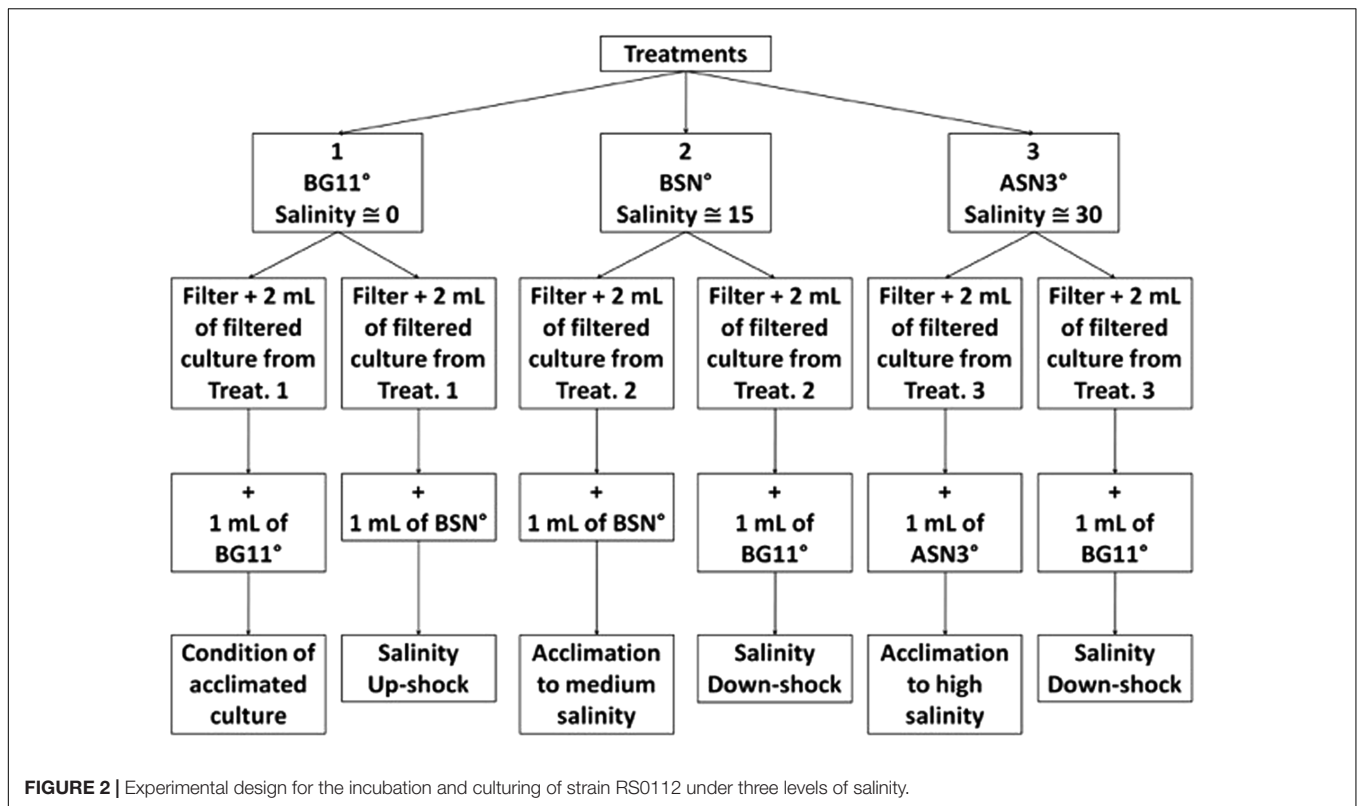 Treatments
1
BG11°
Salinity ≅ 0
2
BSN°
Salinity ≅ 15
3
ASN3°
Salinity ≅ 30
Filter + 2 mL
of filtered
culture from
Treat. 1
Filter + 2 mL
of filtered
culture from
Treat. 1
Filter + 2 mL
of filtered
culture from
Treat. 2
Filter + 2 mL
of filtered
culture from
Treat. 2
Filter + 2 mL
of filtered
culture from
Treat. 3
Filter + 2 mL
of filtered
culture from
Treat. 3
+
1 mL of
BG11°
+
1 mL of BSN°
+
1 mL of BSN°
+
1 mL of
BG11°
+
1 mL of
ASN3°
+
1 mL of
BG11°
Condition of
acclimated
culture
Salinity
Up-shock
Acclimation
to medium
salinity
Salinity
Down-shock
Acclimation
to high
salinity
Salinity
Down-shock
FIGURE 2 | Experimental design for the incubation and culturing of strain RS0112 under three levels of salinity.